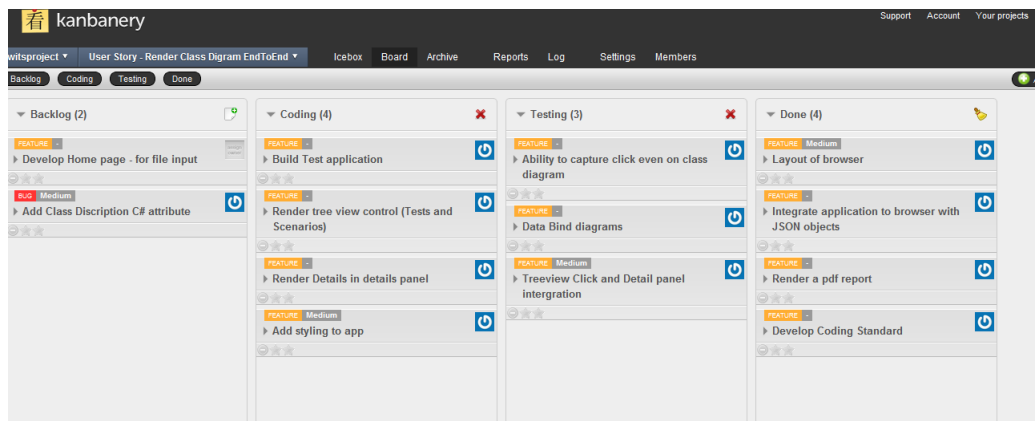 看 kanbanery
Support Account Your projects
witsproject User Story - Render Class Digram EndToEnd Icebox Board Archive Reports Log Settings Members
Backlog Coding Testing Done
Backlog (2)
FEATURE -
Develop Home page - for file input
BUG Medium
Add Class Discription C# attribute
Coding (4)
FEATURE -
Build Test application
FEATURE -
Render tree view control (Tests and
Scenarios)
FEATURE -
Render Details in details panel
FEATURE Medium
Add styling to app
Testing (3)
FEATURE -
Ability to capture click even on class
diagram
FEATURE -
Data Bind diagrams
FEATURE Medium
Treeview Click and Detail panel
intergration
Done (4)
FEATURE Medium
Layout of browser
FEATURE -
Integrate application to browser with
JSON objects
FEATURE -
Render a pdf report
FEATURE -
Develop Coding Standard